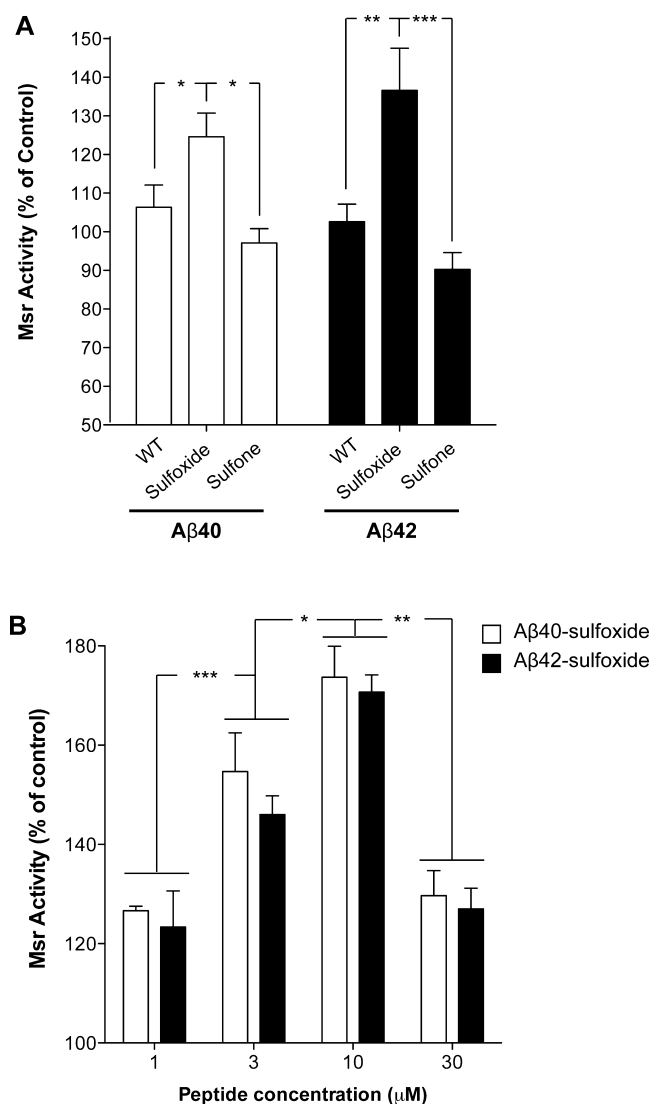 A
** ***
150
140
* *
130
120
110
100
90
80
70
60
50
Msr Activity (% of Control)
WT Sulfoxide Sulfone WT Sulfoxide Sulfone
Aβ40 Aβ42
B
* **
Aβ40-sulfoxide
Aβ42-sulfoxide
180
***
160
140
120
100
Msr Activity (% of control)
1 3 10 30
Peptide concentration (μM)